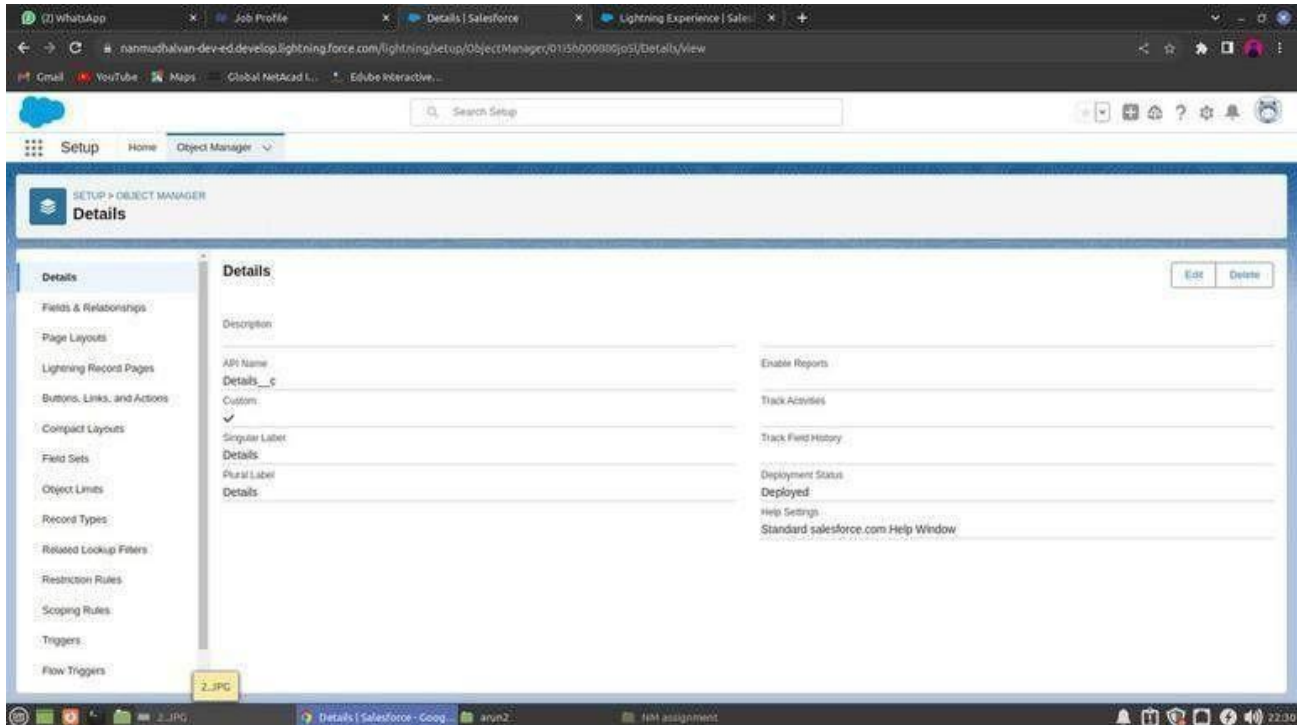 (2) WhatsApp
Job Profile
Details | Salesforce
Lightning Experience | Sales
nanmudhalvan-dev-ed.develop.lightning.force.com/lightning/setup/ObjectManager/
Gmail
YouTube
Maps
Global NetAcad I...
Edube Interactive...
Search Setup
Setup
Home
Object Manager
SETUP > OBJECT MANAGER
Details
Details
Fields & Relationships
Page Layouts
Lightning Record Pages
Buttons, Links, and Actions
Compact Layouts
Field Sets
Object Limits
Record Types
Related Lookup Filters
Restriction Rules
Scoping Rules
Triggers
Flow Triggers
Details
Edit
Delete
Description
API Name
Details__c
Custom
Singular Label
Details
Plural Label
Details
Enable Reports
Track Activities
Track Field History
Deployment Status
Deployed
Help Settings
Standard salesforce.com Help Window
2.JPG
2.JPG
Details | Salesforce - Goog...
arun2
NM assignment
22:30